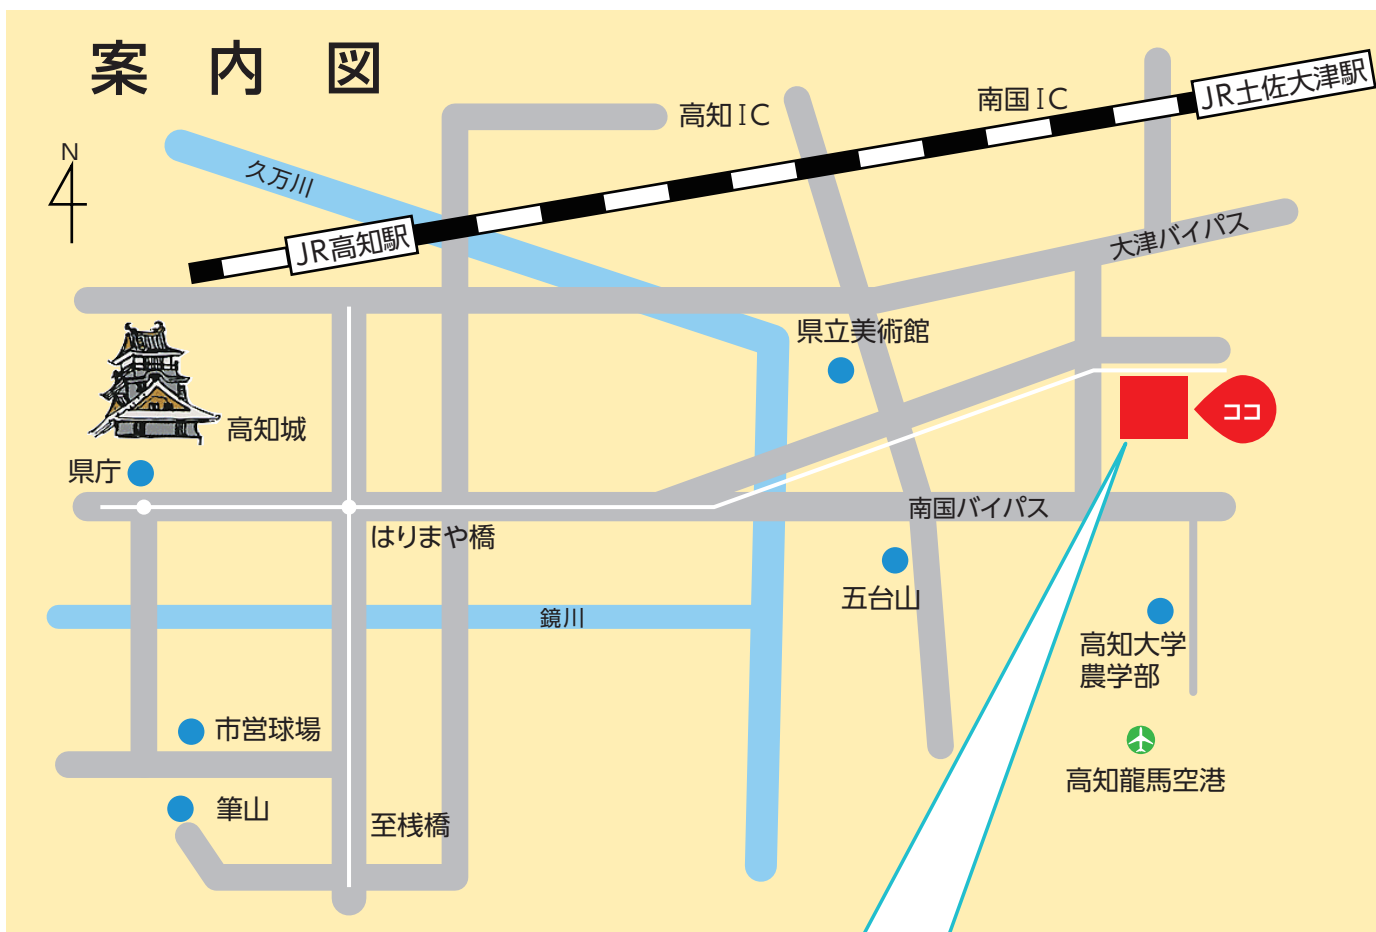 案内図
N
高知IC
南国IC
JR土佐大津駅
久万川
JR高知駅
大津バイパス
県立美術館
ココ
高知城
県庁
はりまや橋
南国バイパス
五台山
鏡川
高知大学
農学部
市営球場
高知龍馬空港
筆山
至桟橋